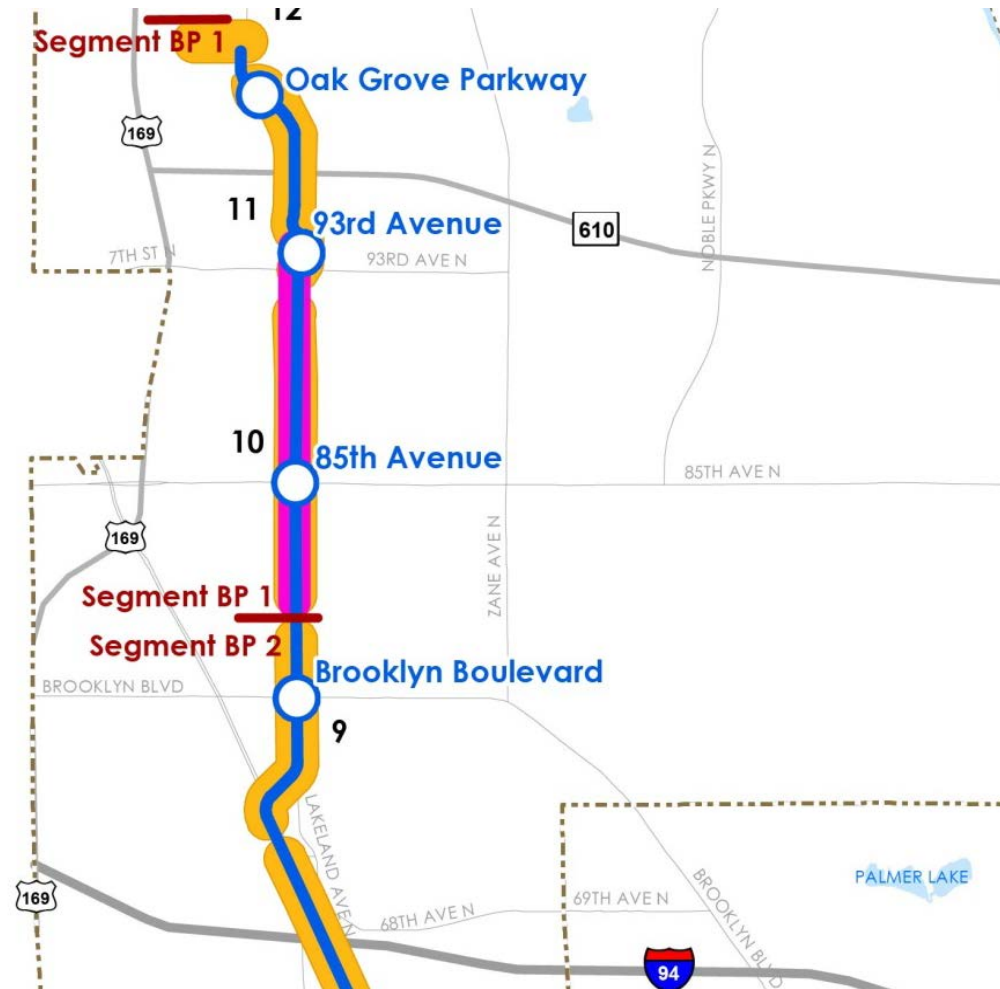 12
Segment BP 1
Oak Grove Parkway
169
NOBLE PKWY N
11
93rd Avenue
610
7TH ST N
93RD AVE N
10
85th Avenue
85TH AVE N
169
ZANE AVE N
Segment BP 1
Segment BP 2
Brooklyn Boulevard
BROOKLYN BLVD
9
LAKELAND AVE N
PALMER LAKE
169
69TH AVE N
BROOKLYN BLVD
68TH AVE N
94